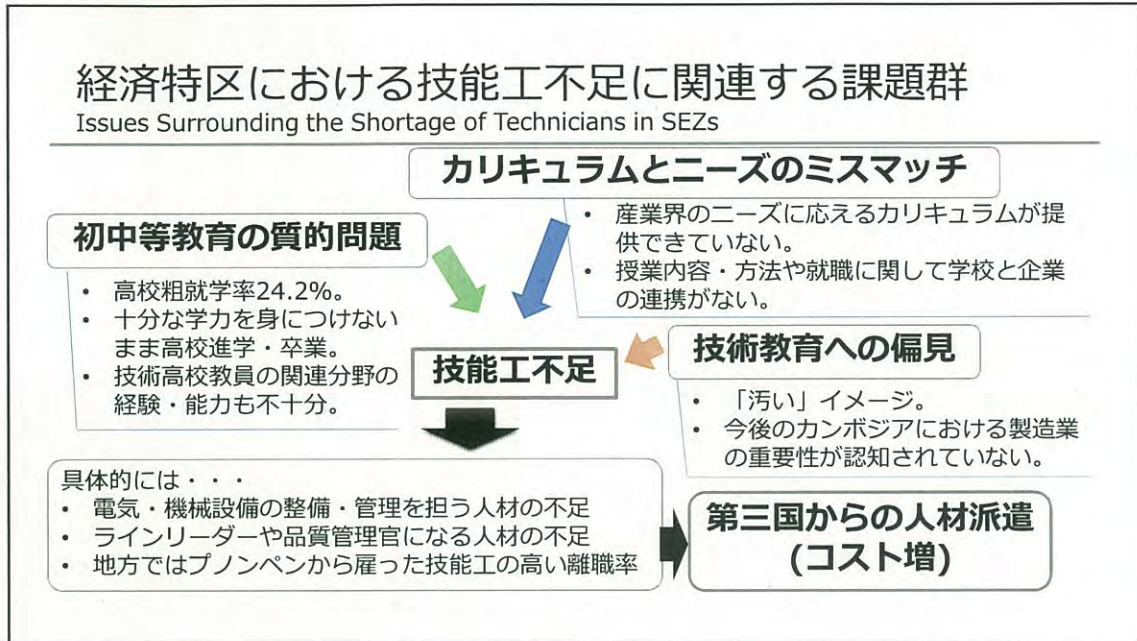 経済特区における技能工不足に関連する課題群
Issues Surrounding the Shortage of Technicians in SEZs
カリキュラムとニーズのミスマッチ
・ 産業界のニーズに応えるカリキュラムが提
供できていない。
・ 授業内容・方法や就職に関して学校と企業
の連携がない。
初中等教育の質的問題
・ 高校粗就学率24.2%。
・ 十分な学力を身につけない
まま高校進学・卒業。
・ 技術高校教員の関連分野の
経験・能力も不十分。
技能工不足
技術教育への偏見
・ 「汚い」イメージ。
・ 今後のカンボジアにおける製造業
の重要性が認知されていない。
具体的には・・・
・ 電気・機械設備の整備・管理を担う人材の不足
・ ラインリーダーや品質管理官になる人材の不足
・ 地方ではプノンペンから雇った技能工の高い離職率
第三国からの人材派遣
(コスト増)